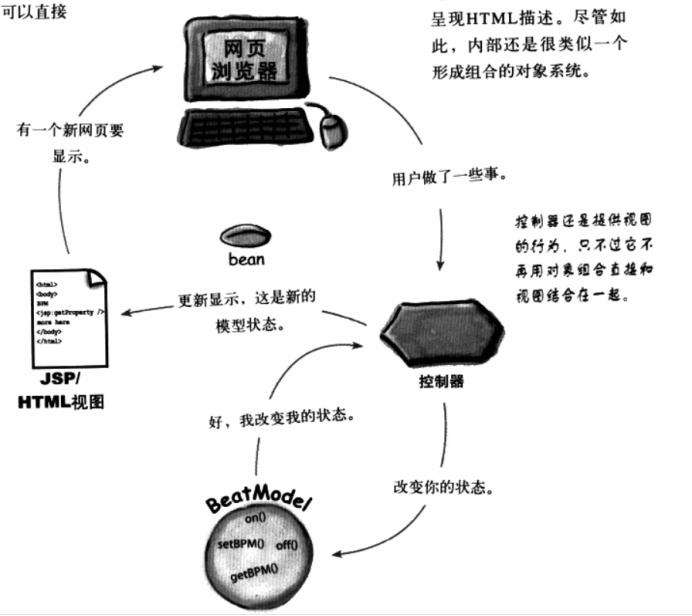 可以直接
呈现HTML描述。尽管如
此，内部还是很类似一个
形成组合的对象系统。
网页
浏览器
有一个新网页要
显示。
用户做了一些事。
控制器还是提供视图
的行为，只不过它不
再用对象组合直接和
视图结合在一起。
bean
更新显示，这是新的
模型状态。
<html>
<body>
BPM
<jsp:getProperty />
more here
</body>
</html>
JSP/
HTML视图
控制器
好，我改变我的状态。
改变你的状态。
BeatModel
on()
setBPM() off()
getBPM()